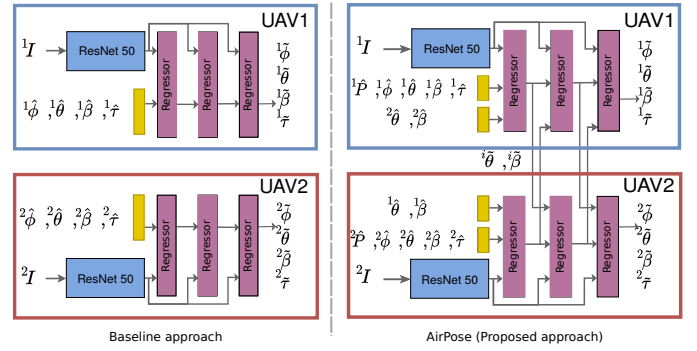 UAV1
¹I
ResNet 50
Regressor
Regressor
Regressor
¹ϕ̂ ,¹θ̂ ,¹β̂ ,¹τ̂
¹ϕ̃
¹θ̃
¹β̃
¹τ̃
UAV2
²ϕ̂ ,²θ̂ ,²β̂ ,²τ̂
Regressor
Regressor
Regressor
²I
ResNet 50
²ϕ̃
²θ̃
²β̃
²τ̃
Baseline approach
UAV1
¹I
ResNet 50
Regressor
Regressor
Regressor
¹P̂ ,¹ϕ̂ ,¹θ̂ ,¹β̂ ,¹τ̂
²θ̂ ,²β̂
¹ϕ̃
¹θ̃
¹β̃
¹τ̃
ⁱθ̃ ,ⁱβ̃
UAV2
¹θ̂ ,¹β̂
²P̂ ,²ϕ̂ ,²θ̂ ,²β̂ ,²τ̂
Regressor
Regressor
Regressor
²I
ResNet 50
²ϕ̃
²θ̃
²β̃
²τ̃
AirPose (Proposed approach)